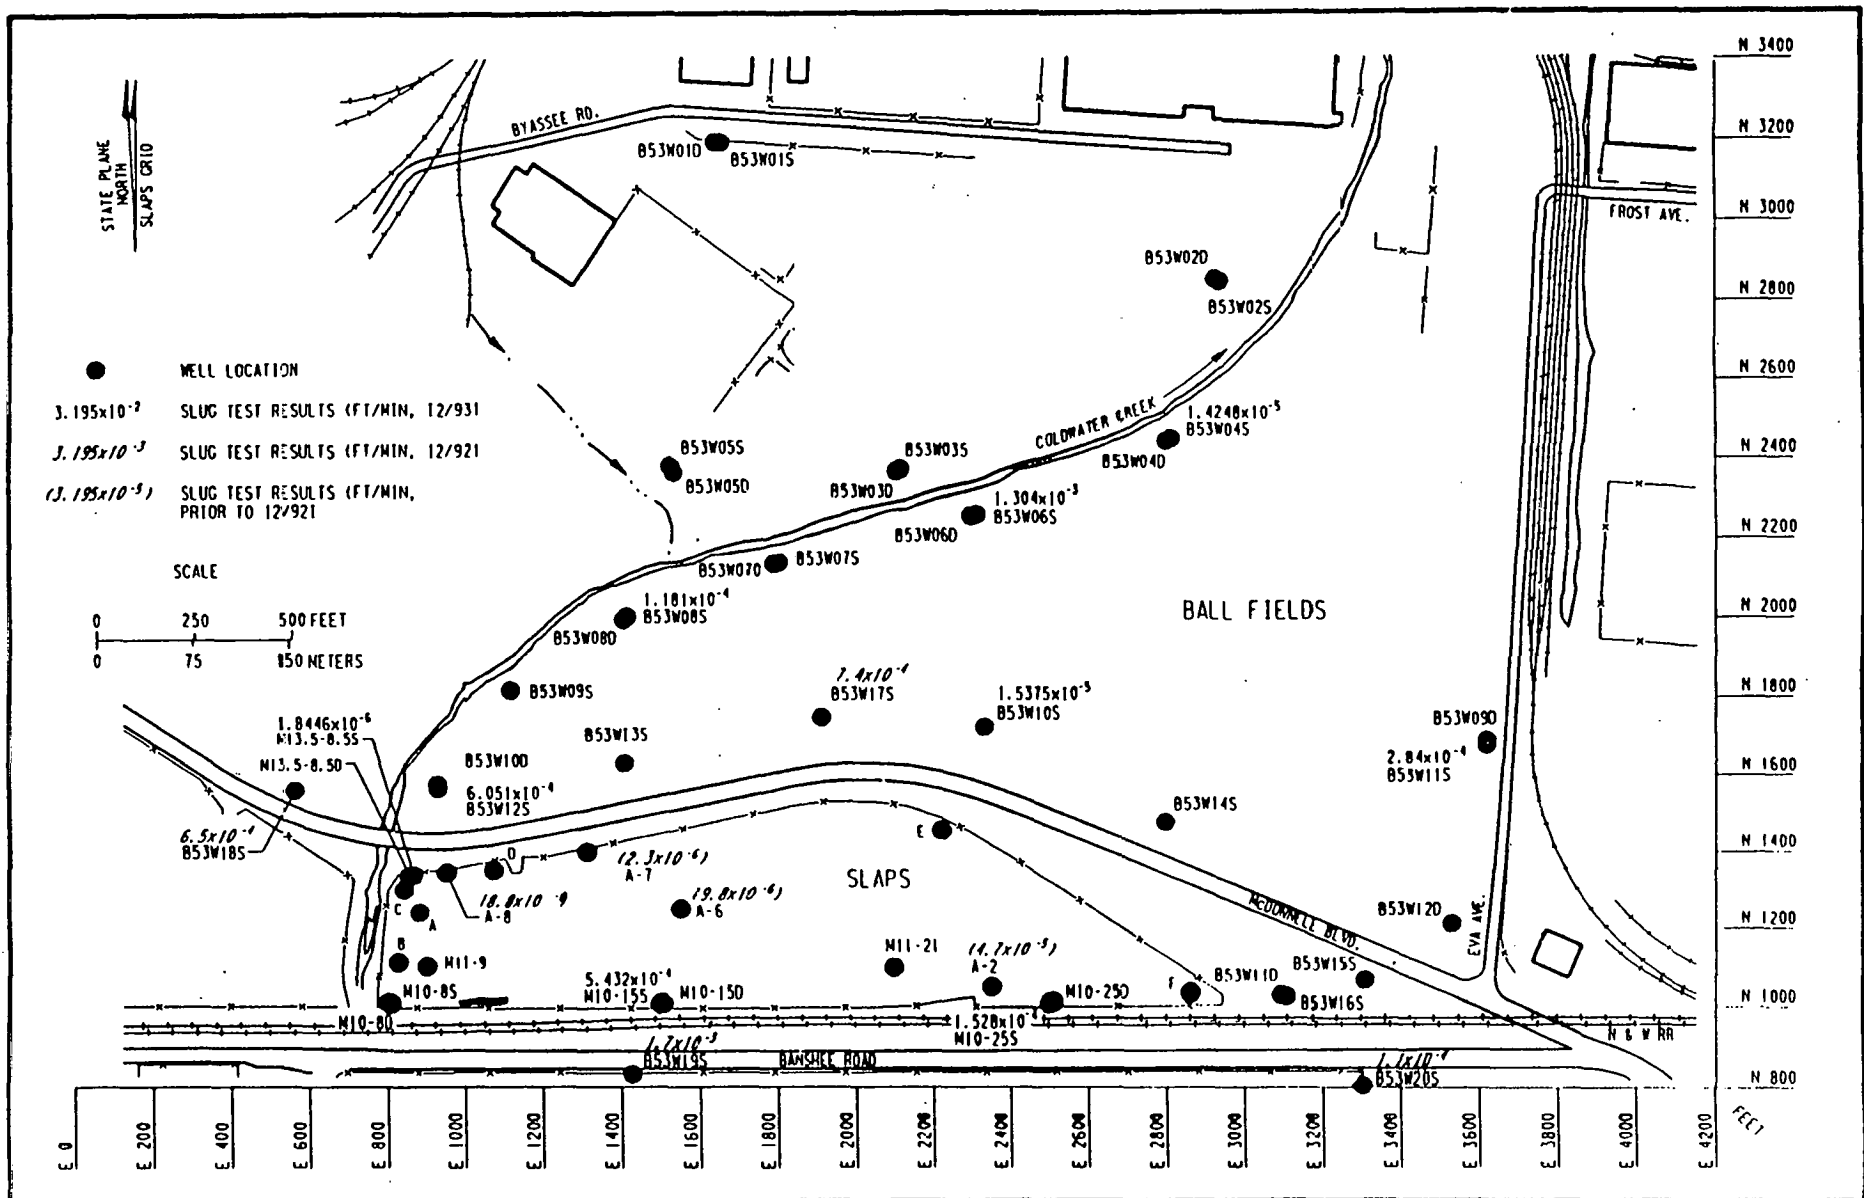 N 3400
N 3200
N 3000
N 2800
N 2600
N 2400
N 2200
N 2000
N 1800
N 1600
N 1400
N 1200
N 1000
N 800
FEET
STATE PLANE
NORTH
SLAPS GRID
BYASSEE RD.
B53W01D
B53W01S
FROST AVE.
B53W02D
B53W02S
WELL LOCATION
3.195x10⁻²
SLUG TEST RESULTS (FT/MIN, 12/93)
3.195x10⁻³
SLUG TEST RESULTS (FT/MIN, 12/92)
(3.195x10⁻⁵)
SLUG TEST RESULTS (FT/MIN,
PRIOR TO 12/92)
SCALE
0 250 500 FEET
0 75 150 METERS
COLDWATER CREEK
1.4248x10⁻⁵
B53W04S
B53W04D
B53W05S
B53W05D
B53W03S
B53W03D
1.304x10⁻³
B53W06S
B53W06D
B53W07D
B53W07S
1.181x10⁻⁴
B53W08S
B53W08D
BALL FIELDS
B53W09S
7.4x10⁻⁴
B53W17S
1.5375x10⁻⁵
B53W10S
B53W09D
2.84x10⁻⁴
B53W11S
1.8446x10⁻⁶
M13.5-8.5S
M13.5-8.5D
B53W13S
B53W10D
6.051x10⁻⁴
B53W12S
B53W14S
6.5x10⁻⁴
B53W18S
E
D
(2.3x10⁻⁶)
A-7
SLAPS
(8.8x10⁻⁹
A-8
(9.8x10⁻⁶)
A-6
C
A
B
MCDONNELL BLVD.
B53W12D
EVA AVE.
M11-9
M11-21
(4.7x10⁻⁵)
A-2
F
B53W11D
B53W15S
B53W16S
M10-8S
M10-8D
5.432x10⁻⁴
M10-15S
M10-15D
M10-25D
1.528x10⁻⁴
M10-25S
N & W RR
1.7x10⁻³
B53W19S
BANSHEE ROAD
1.1x10⁻⁴
B53W20S
E 0
E 200
E 400
E 600
E 800
E 1000
E 1200
E 1400
E 1600
E 1800
E 2000
E 2200
E 2400
E 2600
E 2800
E 3000
E 3200
E 3400
E 3600
E 3800
E 4000
E 4200